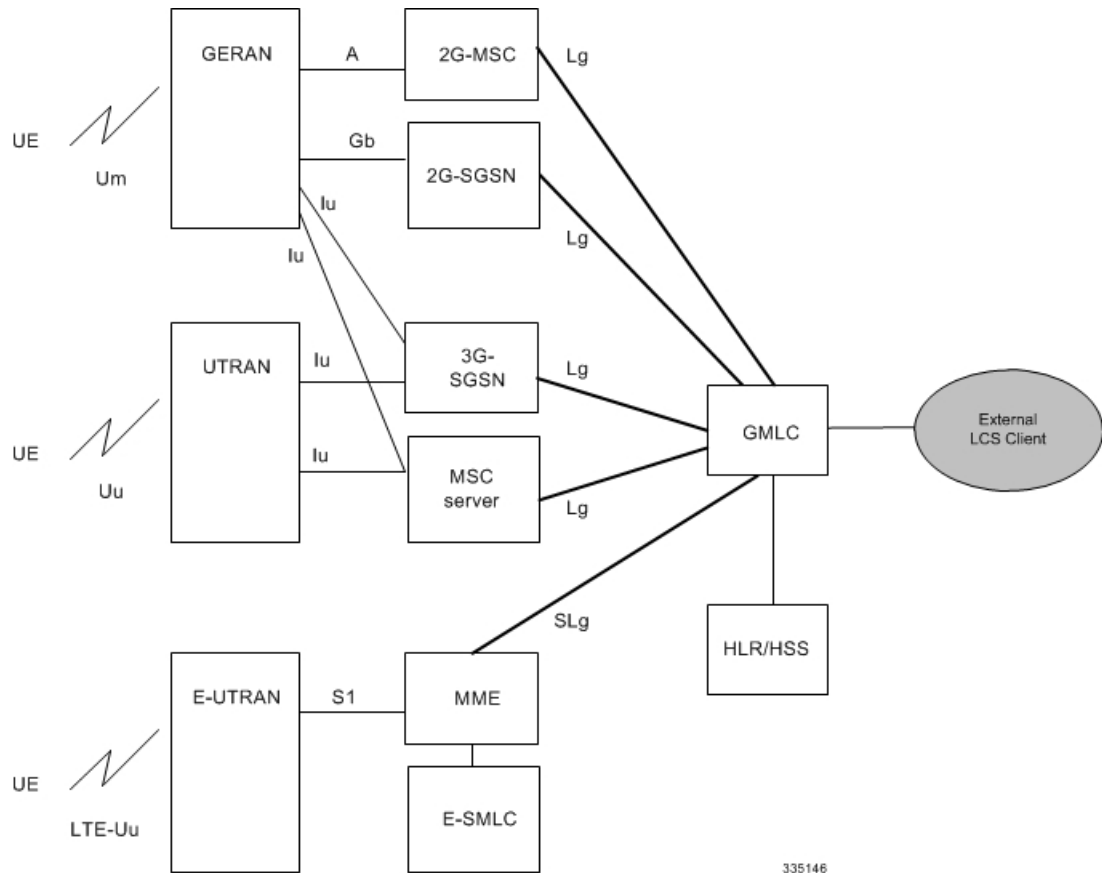 GERAN
A
2G-MSC
Lg
UE
Um
Gb
2G-SGSN
Lg
Iu
Iu
UTRAN
Iu
3G-
SGSN
Lg
GMLC
External
LCS Client
UE
Uu
Iu
MSC
server
Lg
SLg
HLR/HSS
E-UTRAN
S1
MME
UE
LTE-Uu
E-SMLC
335146